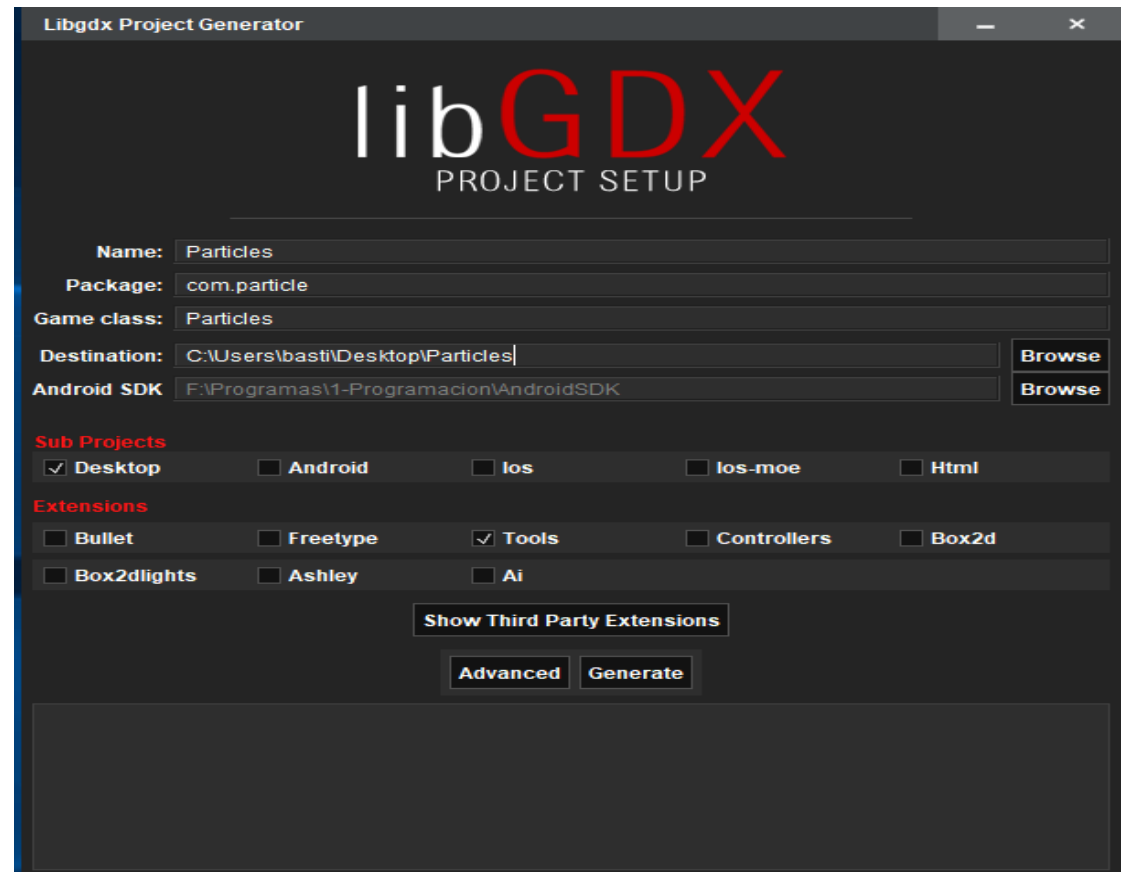 Libgdx Project Generator
libGDX
PROJECT SETUP
Name: Particles
Package: com.particle
Game class: Particles
Destination: C:\Users\basti\Desktop\Particles Browse
Android SDK F:\Programas\1-Programacion\AndroidSDK Browse
Sub Projects
Desktop Android Ios Ios-moe Html
Extensions
Bullet Freetype Tools Controllers Box2d
Box2dlights Ashley Ai
Show Third Party Extensions
Advanced Generate